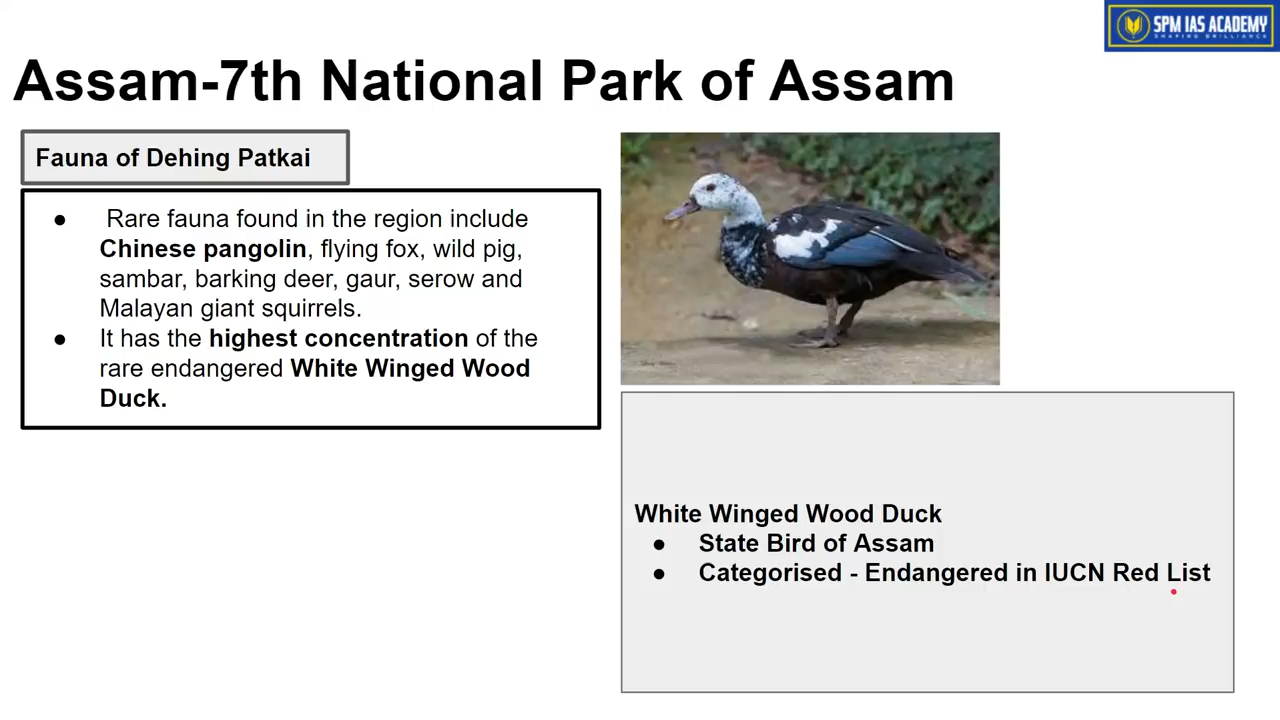 SPM IAS ACADEMY
SHAPING BRILLIANCE
Assam-7th National Park of Assam
Fauna of Dehing Patkai
● Rare fauna found in the region include
Chinese pangolin, flying fox, wild pig,
sambar, barking deer, gaur, serow and
Malayan giant squirrels.
● It has the highest concentration of the
rare endangered White Winged Wood
Duck.
White Winged Wood Duck
● State Bird of Assam
● Categorised - Endangered in IUCN Red List